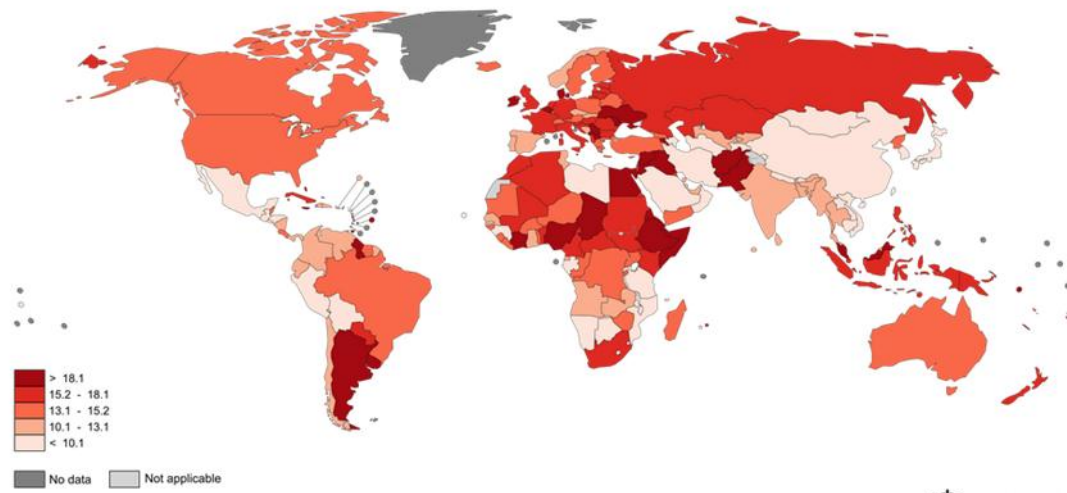 > 18.1
15.2 - 18.1
13.1 - 15.2
10.1 - 13.1
< 10.1
No data
Not applicable